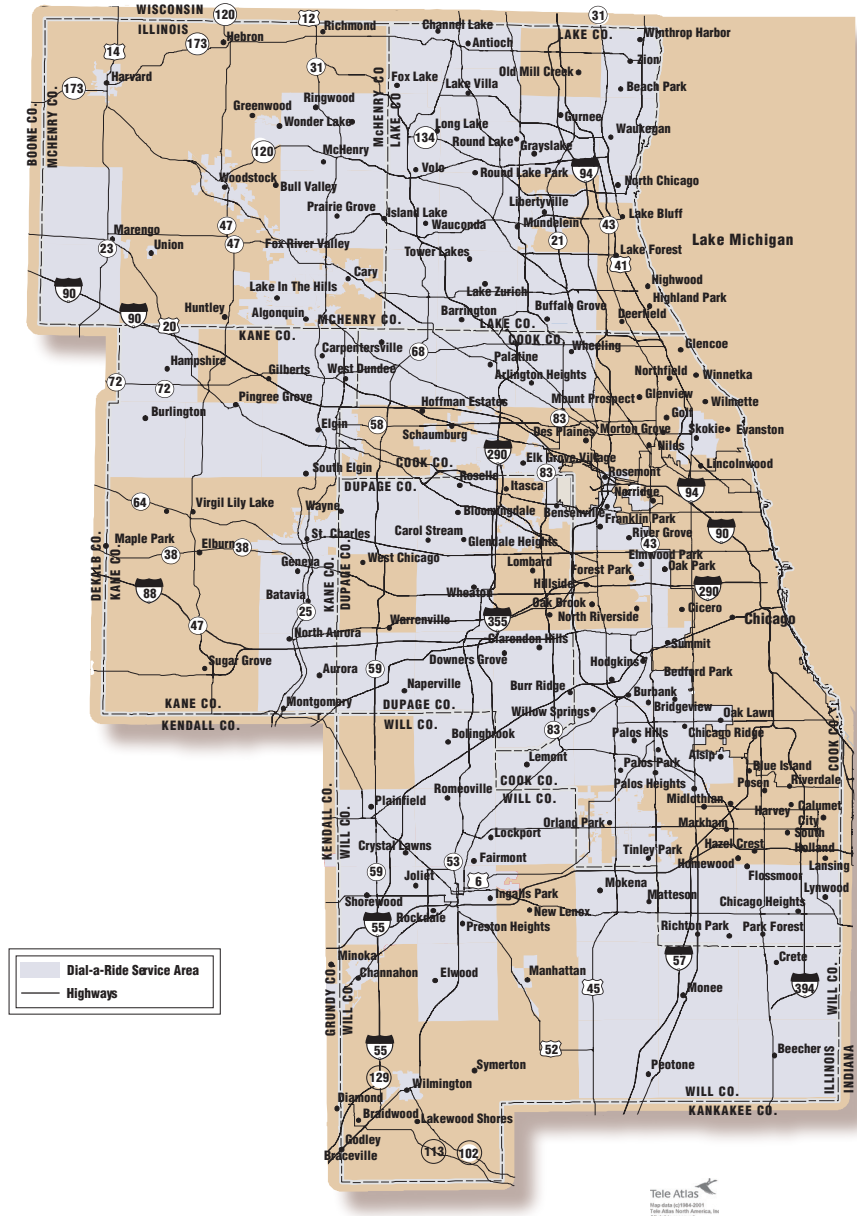 WISCONSIN
ILLINOIS
120
12
31
Richmond
Channel Lake
Winthrop Harbor
LAKE CO.
Hebron
173
14
Antioch
Zion
31
Old Mill Creek
Harvard
173
Fox Lake
Lake Villa
Beach Park
BOONE CO.
MCHENRY CO.
MCHENRY CO
LAKE CO.
Greenwood
Ringwood
Wonder Lake
Gurnee
Long Lake
134
Waukegan
Round Lake
Grayslake
120
McHenry
Volo
Round Lake Park
94
Woodstock
Bull Valley
North Chicago
Prairie Grove
Island Lake
Libertyville
Lake Bluff
Wauconda
Mundelein
43
47
Marengo
23
Union
47
Fox River Valley
Tower Lakes
21
Lake Forest
Lake Michigan
41
Cary
90
Lake In The Hills
Lake Zurich
Highwood
Highland Park
90
Huntley
Algonquin
Barrington
Buffalo Grove
Deerfield
20
MCHENRY CO.
KANE CO.
LAKE CO.
COOK CO.
Carpentersville
68
Wheeling
Glencoe
Hampshire
Palatine
72
72
Gilberts
West Dundee
Arlington Heights
Northfield
Winnetka
Pingree Grove
Hoffman Estates
Mount Prospect
Glenview
Wilmette
Burlington
Golf
Elgin
58
Schaumburg
83
Des Plaines
Morton Grove
Skokie
Evanston
Niles
290
Elk Grove Village
Lincolnwood
South Elgin
COOK CO.
DUPAGE CO.
Roselle
83
Rosemont
Itasca
94
64
Virgil
Lily Lake
Wayne
Norridge
Bloomingdale
Bensenville
Franklin Park
90
Maple Park
St. Charles
Carol Stream
River Grove
38
Elburn
38
Glendale Heights
43
DEKALB CO.
KANE CO.
KANE CO.
DUPAGE CO.
West Chicago
Elmwood Park
Geneva
Lombard
Forest Park
Oak Park
88
Batavia
Wheaton
Hillside
290
25
Oak Brook
Cicero
47
Warrenville
355
North Riverside
Chicago
North Aurora
Clarendon Hills
Summit
Sugar Grove
Aurora
59
Downers Grove
Hodgkins
Bedford Park
Naperville
Burr Ridge
Burbank
Montgomery
Willow Springs
Bridgeview
KANE CO.
KENDALL CO.
DUPAGE CO.
WILL CO.
83
Oak Lawn
Bolingbrook
Palos Hills
Chicago Ridge
COOK CO.
Lemont
Alsip
COOK CO.
WILL CO.
Palos Park
Blue Island
Romeoville
Palos Heights
Posen
Riverdale
Plainfield
Midlothian
Harvey
Calumet
City
KENDALL CO.
WILL CO.
Orland Park
Markham
South
Holland
Lockport
Crystal Lawns
53
Fairmont
Tinley Park
Hazel Crest
59
Homewood
Lansing
Joliet
6
Flossmoor
Mokena
Lynwood
Shorewood
Ingalls Park
Matteson
Rockdale
New Lenox
Chicago Heights
55
Preston Heights
Richton Park
Park Forest
Minoka
57
Crete
Channahon
Elwood
Manhattan
45
394
GRUNDY CO.
WILL CO.
Monee
WILL CO.
Dial-a-Ride Service Area
Highways
55
52
Beecher
Symerton
Peotone
ILLINOIS
INDIANA
129
Wilmington
WILL CO.
KANKAKEE CO.
Diamond
Braidwood
Lakewood Shores
Godley
Braceville
113
102
Tele Atlas
Map data (c)1984-2001
Tele Atlas North America, Inc